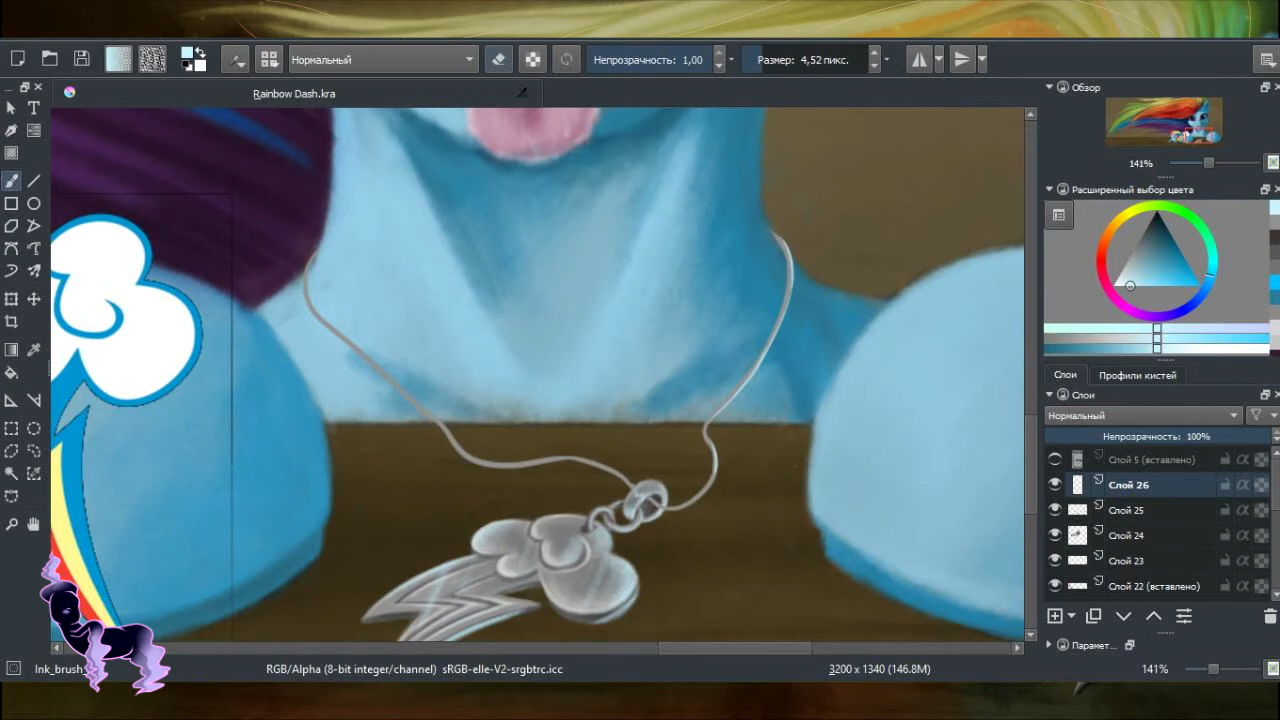 Нормальный
Непрозрачность: 1,00
Размер: 4,52 пикс.
Rainbow Dash.kra
Обзор
141%
Расширенный выбор цвета
Слои
Профили кистей
Слои
Нормальный
Непрозрачность: 100%
Слой 5 (вставлено)
Слой 26
Слой 25
Слой 24
Слой 23
Слой 22 (вставлено)
Парамет...
Ink_brush
RGB/Alpha (8-bit integer/channel) sRGB-elle-V2-srgbtrc.icc
3200 x 1340 (146.8M)
141%